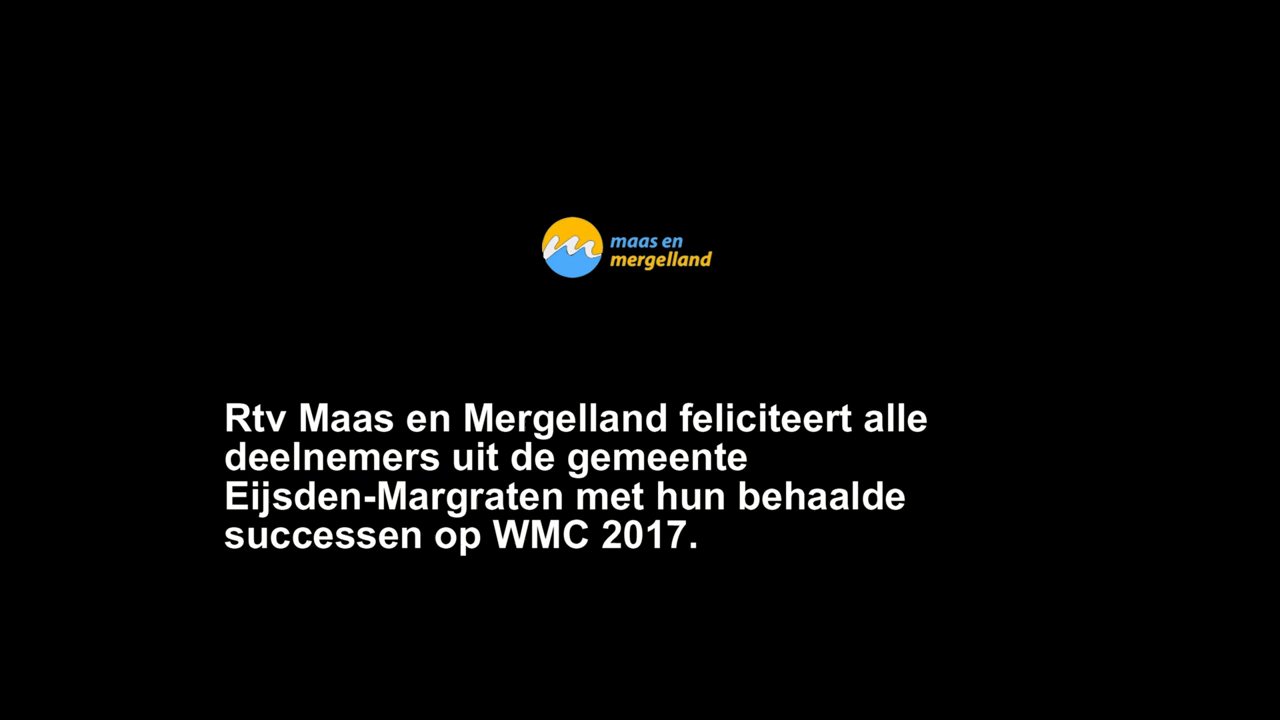 maas en
mergelland
Rtv Maas en Mergelland feliciteert alle
deelnemers uit de gemeente
Eijsden-Margraten met hun behaalde
successen op WMC 2017.